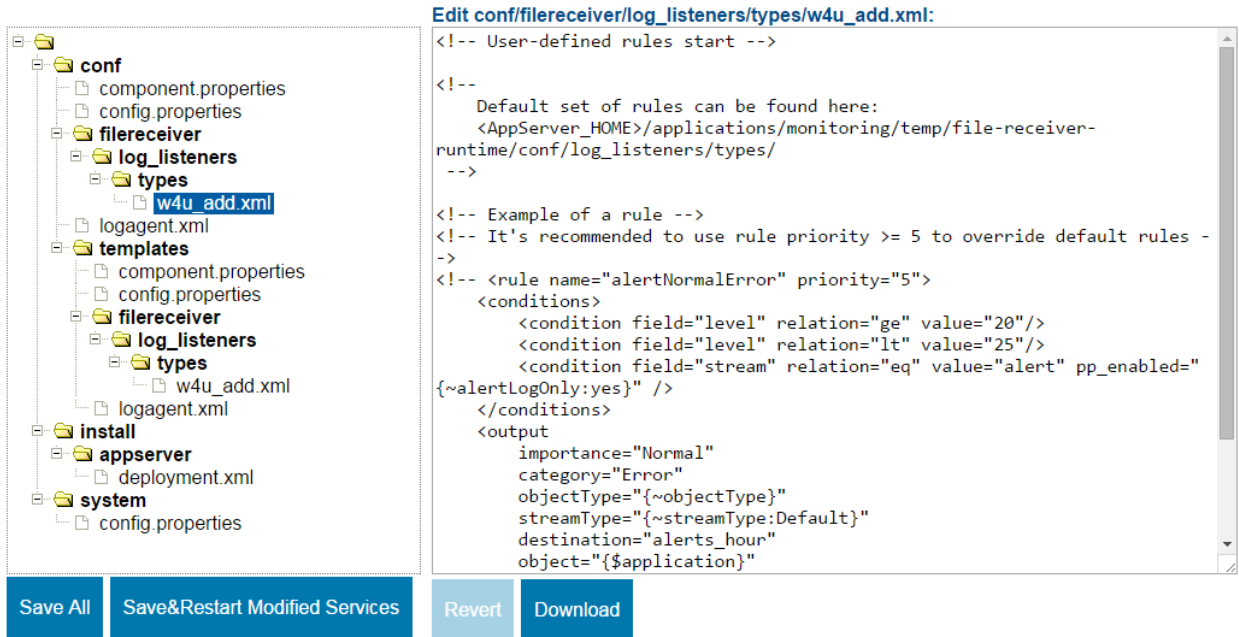 Edit conf/filereceiver/log_listeners/types/w4u_add.xml:
conf
component.properties
config.properties
filereceiver
log_listeners
types
w4u_add.xml
logagent.xml
templates
component.properties
config.properties
filereceiver
log_listeners
types
w4u_add.xml
logagent.xml
install
appserver
deployment.xml
system
config.properties
<!-- User-defined rules start -->
<!--
Default set of rules can be found here:
<AppServer_HOME>/applications/monitoring/temp/file-receiver-
runtime/conf/log_listeners/types/
-->
<!-- Example of a rule -->
<!-- It's recommended to use rule priority >= 5 to override default rules -
->
<!-- <rule name="alertNormalError" priority="5">
<conditions>
<condition field="level" relation="ge" value="20"/>
<condition field="level" relation="lt" value="25"/>
<condition field="stream" relation="eq" value="alert" pp_enabled="
{~alertLogOnly:yes}" />
</conditions>
<output
importance="Normal"
category="Error"
objectType="{~objectType}"
streamType="{~streamType:Default}"
destination="alerts_hour"
object="{$application}"
Save All
Save&Restart Modified Services
Revert
Download